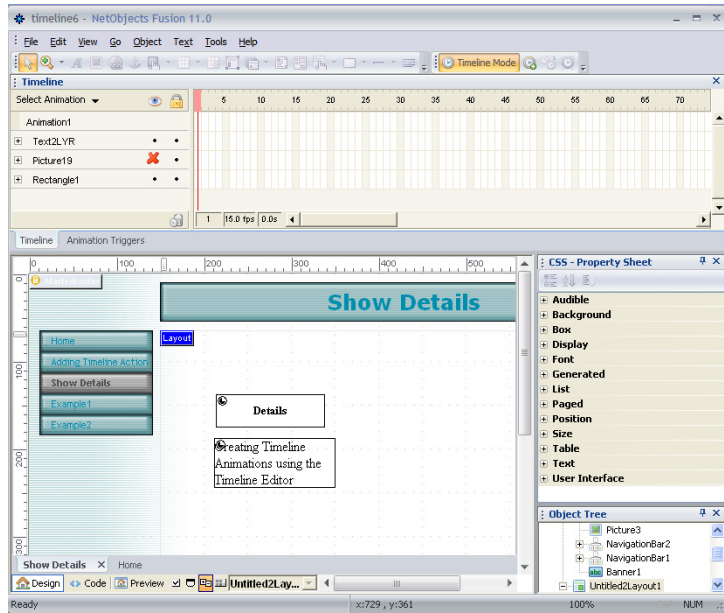 timeline6 - NetObjects Fusion 11.0
File Edit View Go Object Text Tools Help
Timeline Mode
Timeline
Select Animation
5 10 15 20 25 30 35 40 45 50 55 60 65 70
Animation1
Text2LYR
Picture19
Rectangle1
1 15.0 fps 0.0s
Timeline Animation Triggers
0 100 200 300 400 500
CSS - Property Sheet
Show Details
Audible
Background
Box
Display
Font
Generated
List
Paged
Position
Size
Table
Text
User Interface
Home
Layout
Adding Timeline Action
Show Details
Example1
Example2
0
100
200
300
Details
Creating Timeline
Animations using the
Timeline Editor
Object Tree
Picture3
NavigationBar2
NavigationBar1
Banner1
Untitled2Layout1
Show Details Home
Design Code Preview Untitled2Lay...
Ready x:729 , y:361 100% NUM